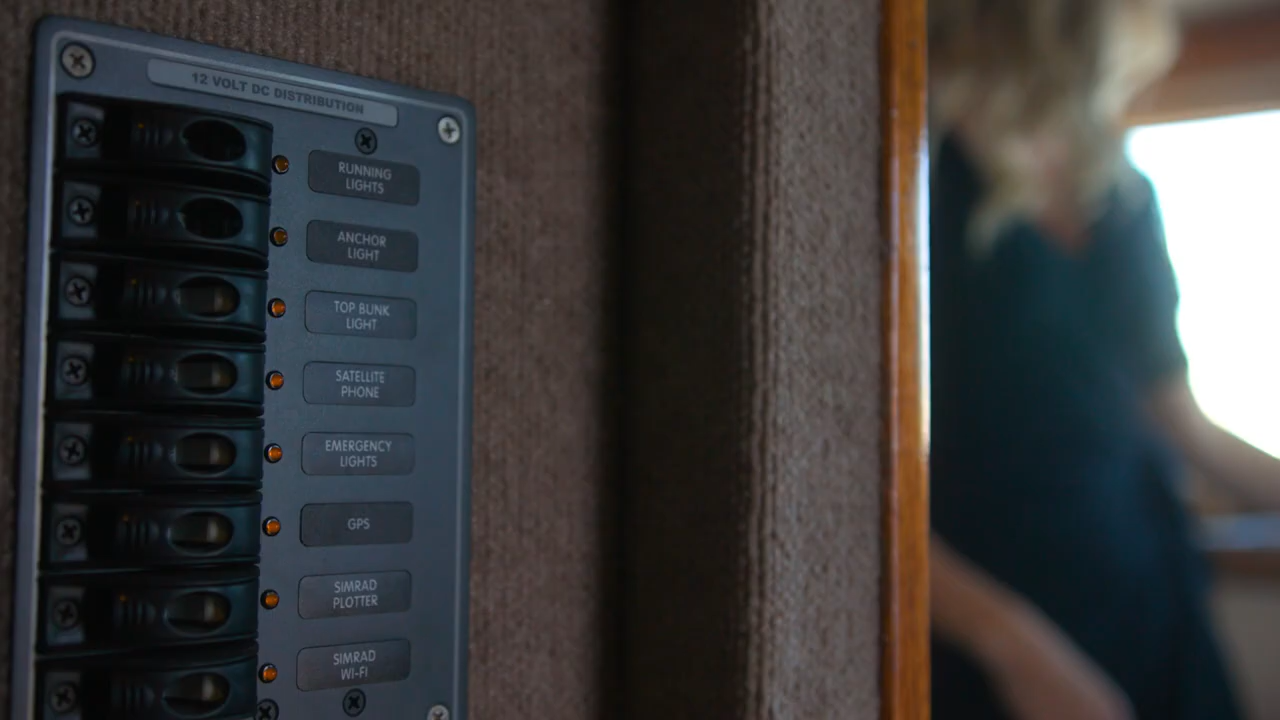 12 VOLT DC DISTRIBUTION
RUNNING
LIGHTS
ANCHOR
LIGHT
TOP BUNK
LIGHT
SATELLITE
PHONE
EMERGENCY
LIGHTS
GPS
SIMRAD
PLOTTER
SIMRAD
WI-FI